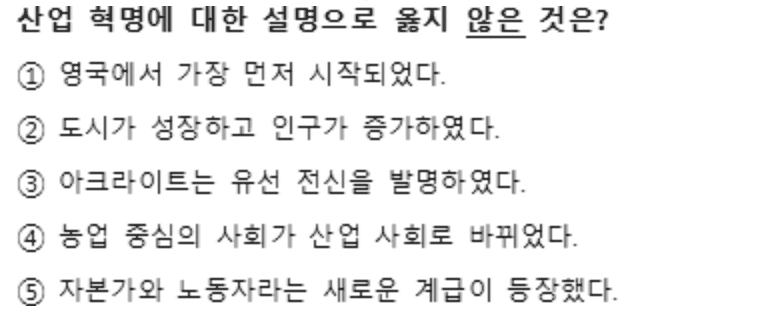 산업 혁명에 대한 설명으로 옳지 않은 것은?
① 영국에서 가장 먼저 시작되었다.
② 도시가 성장하고 인구가 증가하였다.
③ 아크라이트는 유선 전신을 발명하였다.
④ 농업 중심의 사회가 산업 사회로 바뀌었다.
⑤ 자본가와 노동자라는 새로운 계급이 등장했다.